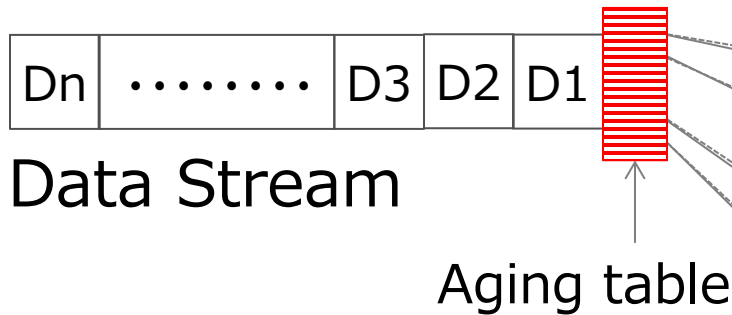 Dn ········ D3 D2 D1
Data Stream
Aging table